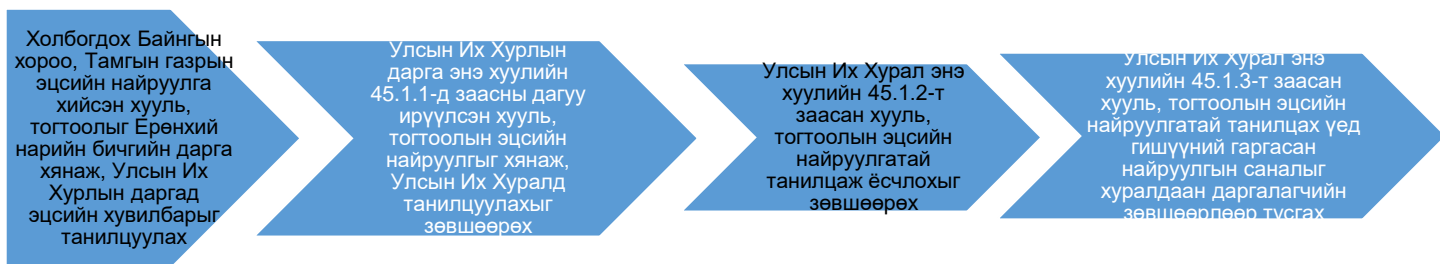 Холбогдох Байнгын
хороо, Тамгын газрын
эцсийн найруулга
хийсэн хууль,
тогтоолыг Ерөнхий
нарийн бичгийн дарга
хянаж, Улсын Их
Хурлын даргад
эцсийн хувилбарыг
танилцуулах
Улсын Их Хурлын
дарга энэ хуулийн
45.1.1-д заасны дагуу
ирүүлсэн хууль,
тогтоолын эцсийн
найруулгыг хянаж,
Улсын Их Хуралд
танилцуулахыг
зөвшөөрөх
Улсын Их Хурал энэ
хуулийн 45.1.2-т
заасан хууль,
тогтоолын эцсийн
найруулгатай
танилцаж ёсчлохыг
зөвшөөрөх
Улсын Их Хурал энэ
хуулийн 45.1.3-т заасан
хууль, тогтоолын эцсийн
найруулгатай танилцах үед
гишүүний гаргасан
найруулгын саналыг
хуралдаан даргалагчийн
зөвшөөрлөөр тусгах